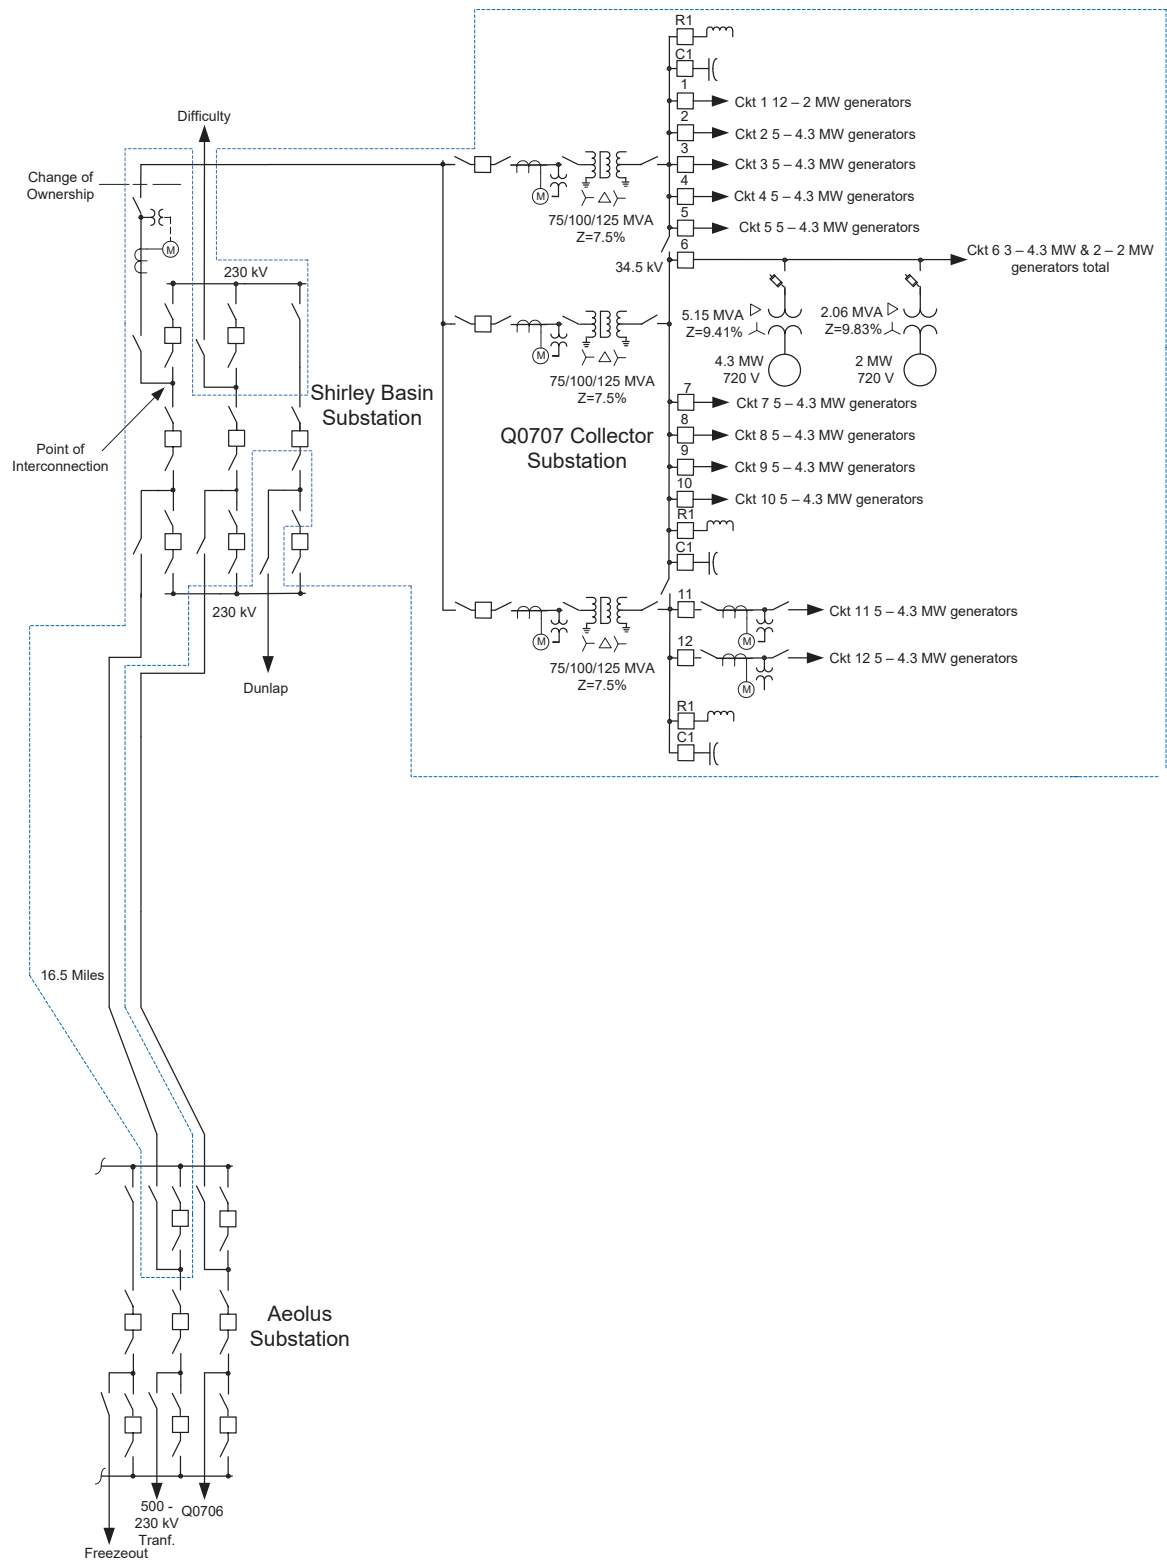 R1
C1
1
Ckt 1 12 – 2 MW generators
2
Ckt 2 5 – 4.3 MW generators
3
Ckt 3 5 – 4.3 MW generators
4
Ckt 4 5 – 4.3 MW generators
5
Ckt 5 5 – 4.3 MW generators
6
Ckt 6 3 – 4.3 MW & 2 – 2 MW
generators total
34.5 kV
M
75/100/125 MVA
Z=7.5%
5.15 MVA
Z=9.41%
4.3 MW
720 V
2.06 MVA
Z=9.83%
2 MW
720 V
M
75/100/125 MVA
Z=7.5%
Q0707 Collector
Substation
7
Ckt 7 5 – 4.3 MW generators
8
Ckt 8 5 – 4.3 MW generators
9
Ckt 9 5 – 4.3 MW generators
10
Ckt 10 5 – 4.3 MW generators
R1
C1
11
M
Ckt 11 5 – 4.3 MW generators
12
M
Ckt 12 5 – 4.3 MW generators
M
75/100/125 MVA
Z=7.5%
R1
C1
Difficulty
Change of
Ownership
M
230 kV
Shirley Basin
Substation
Point of
Interconnection
230 kV
Dunlap
16.5 Miles
Aeolus
Substation
500 -
230 kV
Tranf.
Q0706
Freezeout